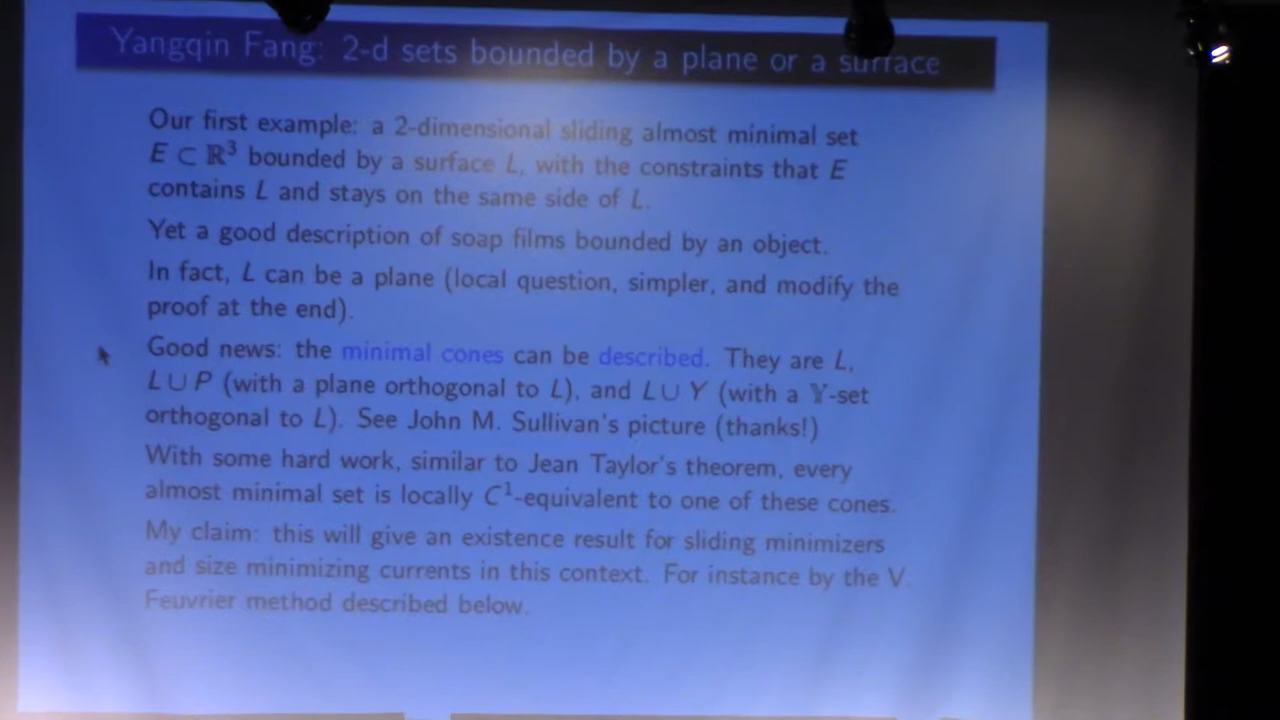 Yangqin Fang: 2-d sets bounded by a plane or a surface
Our first example: a 2-dimensional sliding almost minimal set
E ⊂ ℝ³ bounded by a surface L, with the constraints that E
contains L and stays on the same side of L.
Yet a good description of soap films bounded by an object.
In fact, L can be a plane (local question, simpler, and modify the
proof at the end).
Good news: the minimal cones can be described. They are L,
L ∪ P (with a plane orthogonal to L), and L ∪ Y (with a 𝕐-set
orthogonal to L). See John M. Sullivan's picture (thanks!)
With some hard work, similar to Jean Taylor's theorem, every
almost minimal set is locally C¹-equivalent to one of these cones.
My claim: this will give an existence result for sliding minimizers
and size minimizing currents in this context. For instance by the V.
Feuvrier method described below.